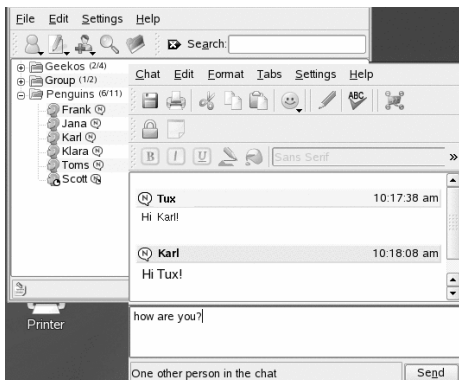 File Edit Settings Help
Search:
Geekos (2/4)
Group (1/2)
Penguins (6/11)
Frank
Jana
Karl
Klara
Toms
Scott
Chat Edit Format Tabs Settings Help
ABC
B I U Sans Serif »
N Tux 10:17:38 am
Hi Karl!
N Karl 10:18:08 am
Hi Tux!
how are you?
One other person in the chat Send
Printer